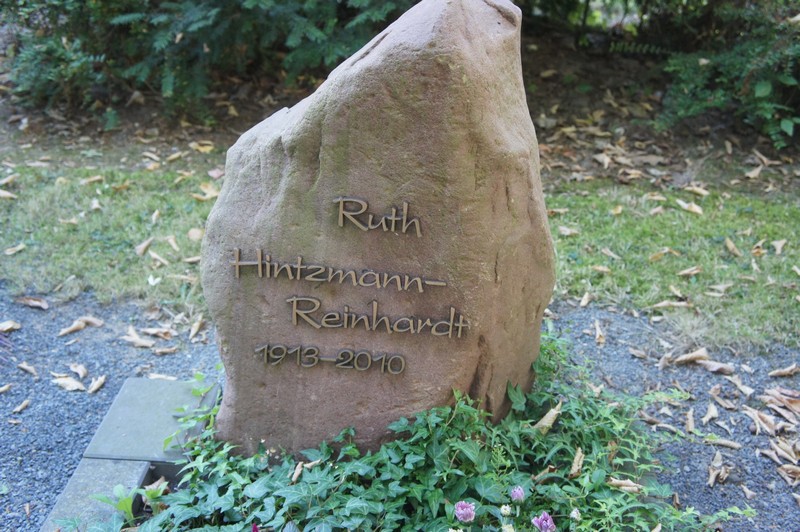 Ruth
Hintzmann-
Reinhardt
1913-2010